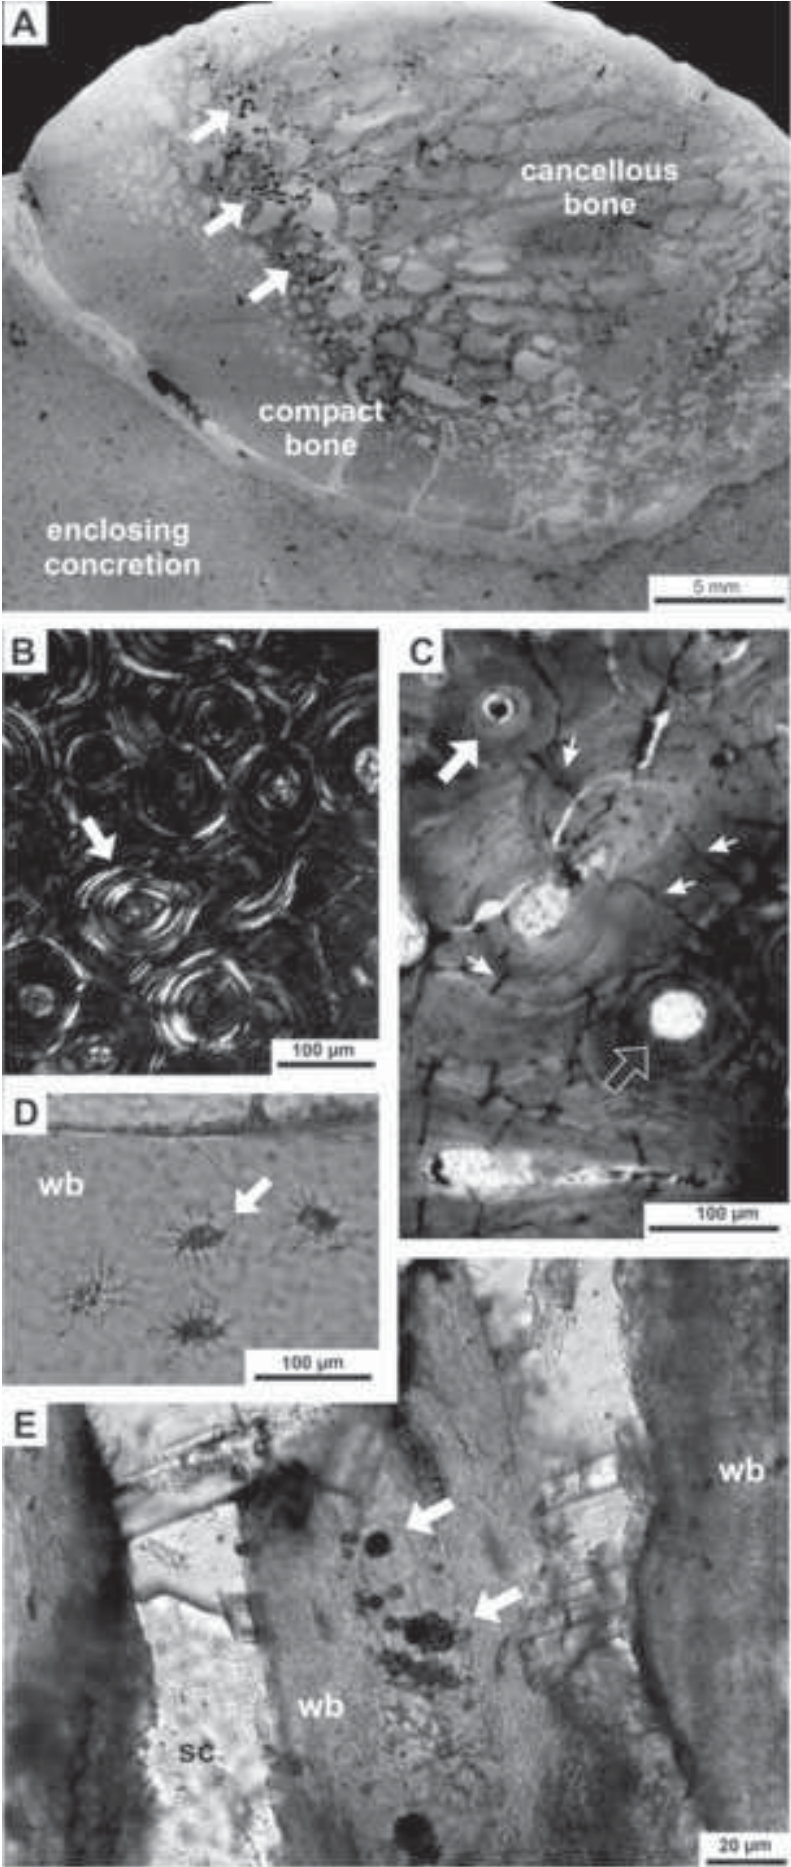 A
cancellous
bone
compact
bone
enclosing
concretion
5 mm
B
100 µm
C
100 µm
D
wb
100 µm
E
wb
wb
sc
20 µm